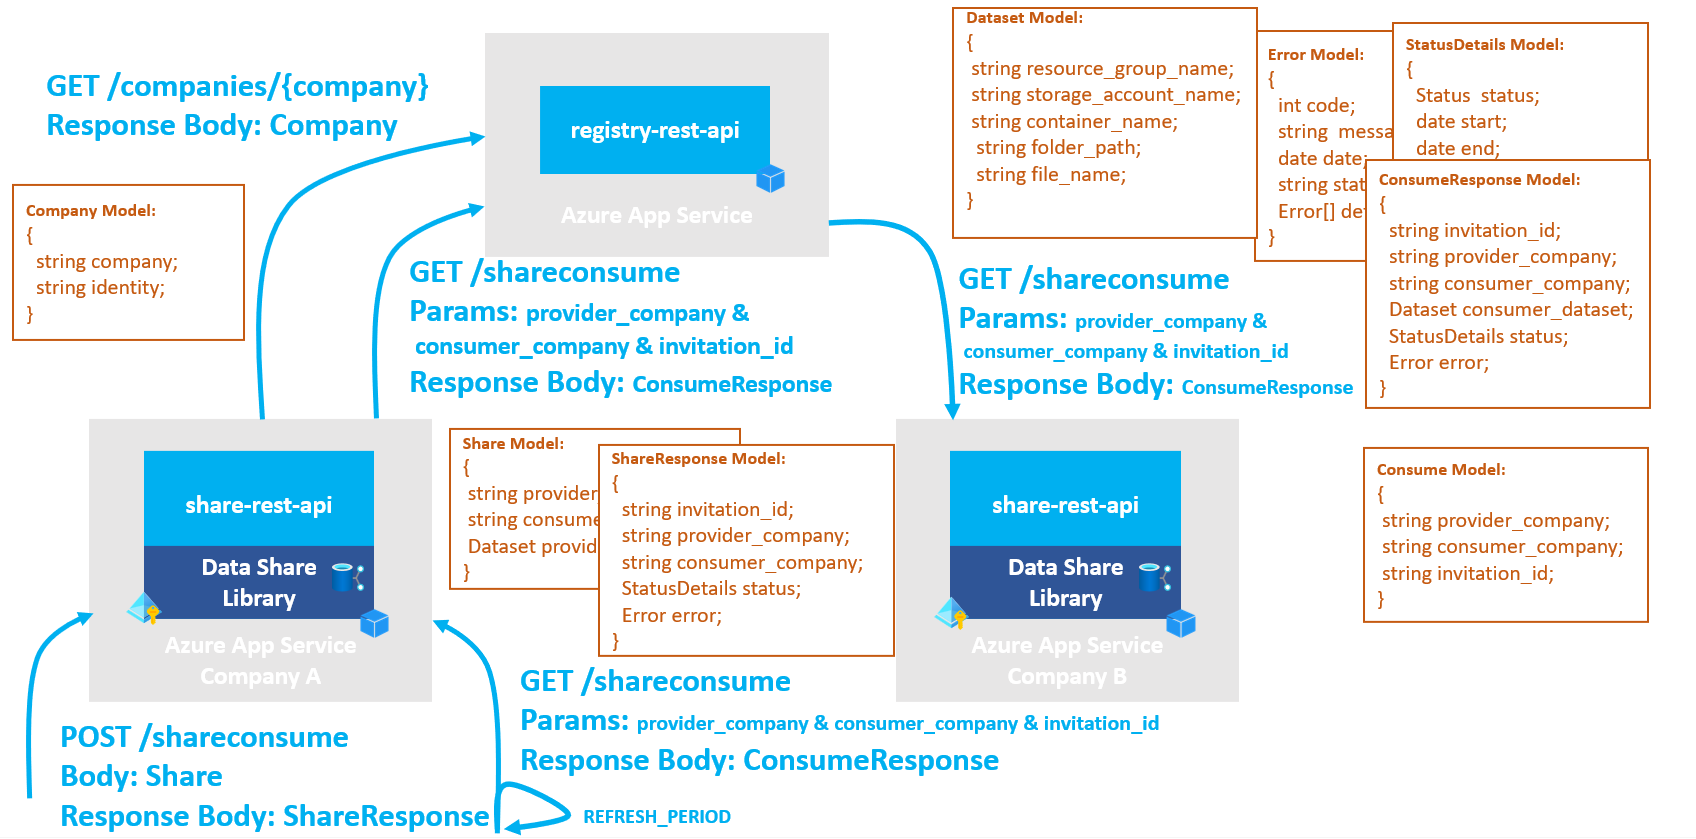 GET /companies/{company}
Response Body: Company
registry-rest-api
Azure App Service
Dataset Model:
{
string resource_group_name;
string storage_account_name;
string container_name;
string folder_path;
string file_name;
}
Error Model:
{
int code;
string messa
date date;
string stat
Error[] de
}
StatusDetails Model:
{
Status status;
date start;
date end;
ConsumeResponse Model:
{
string invitation_id;
string provider_company;
string consumer_company;
Dataset consumer_dataset;
StatusDetails status;
Error error;
}
Company Model:
{
string company;
string identity;
}
GET /shareconsume
Params: provider_company &
consumer_company & invitation_id
Response Body: ConsumeResponse
GET /shareconsume
Params: provider_company &
consumer_company & invitation_id
Response Body: ConsumeResponse
share-rest-api
Data Share
Library
Azure App Service
Company A
Share Model:
{
string provider
string consume
Dataset provid
}
ShareResponse Model:
{
string invitation_id;
string provider_company;
string consumer_company;
StatusDetails status;
Error error;
}
share-rest-api
Data Share
Library
Azure App Service
Company B
Consume Model:
{
string provider_company;
string consumer_company;
string invitation_id;
}
POST /shareconsume
Body: Share
Response Body: ShareResponse
GET /shareconsume
Params: provider_company & consumer_company & invitation_id
Response Body: ConsumeResponse
REFRESH_PERIOD